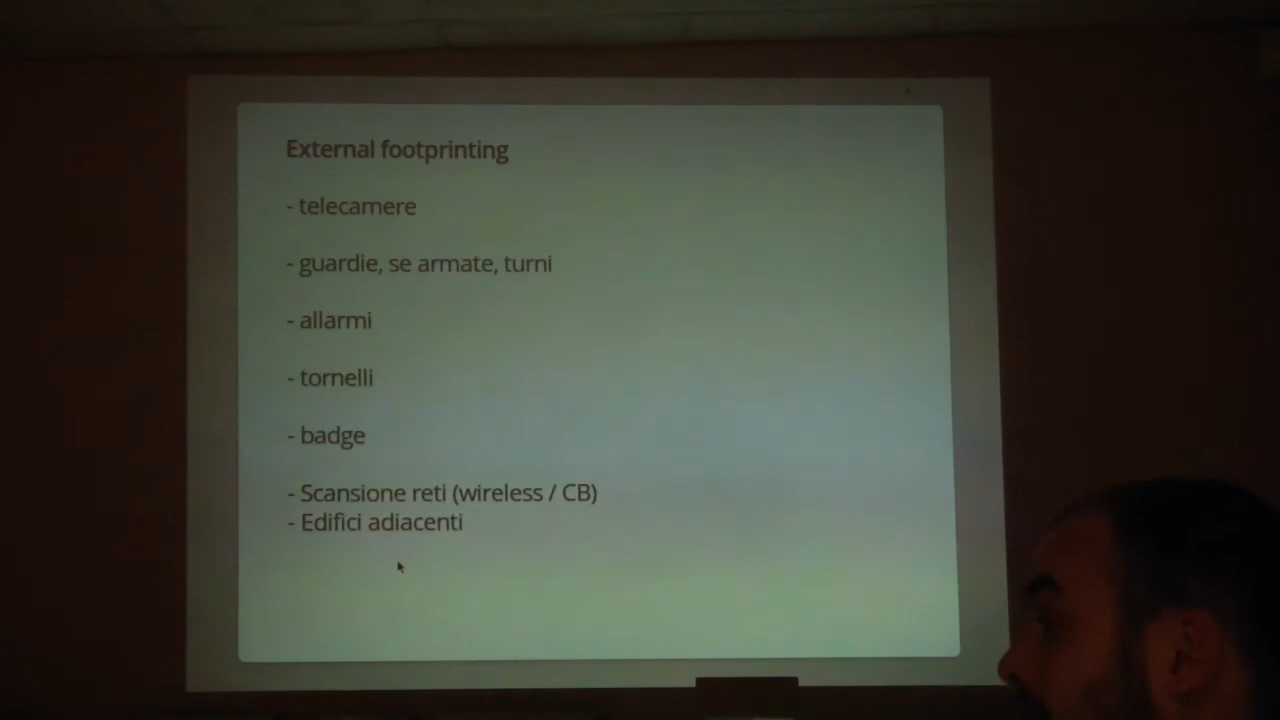 External footprinting
- telecamere
- guardie, se armate, turni
- allarmi
- tornelli
- badge
- Scansione reti (wireless / CB)
- Edifici adiacenti